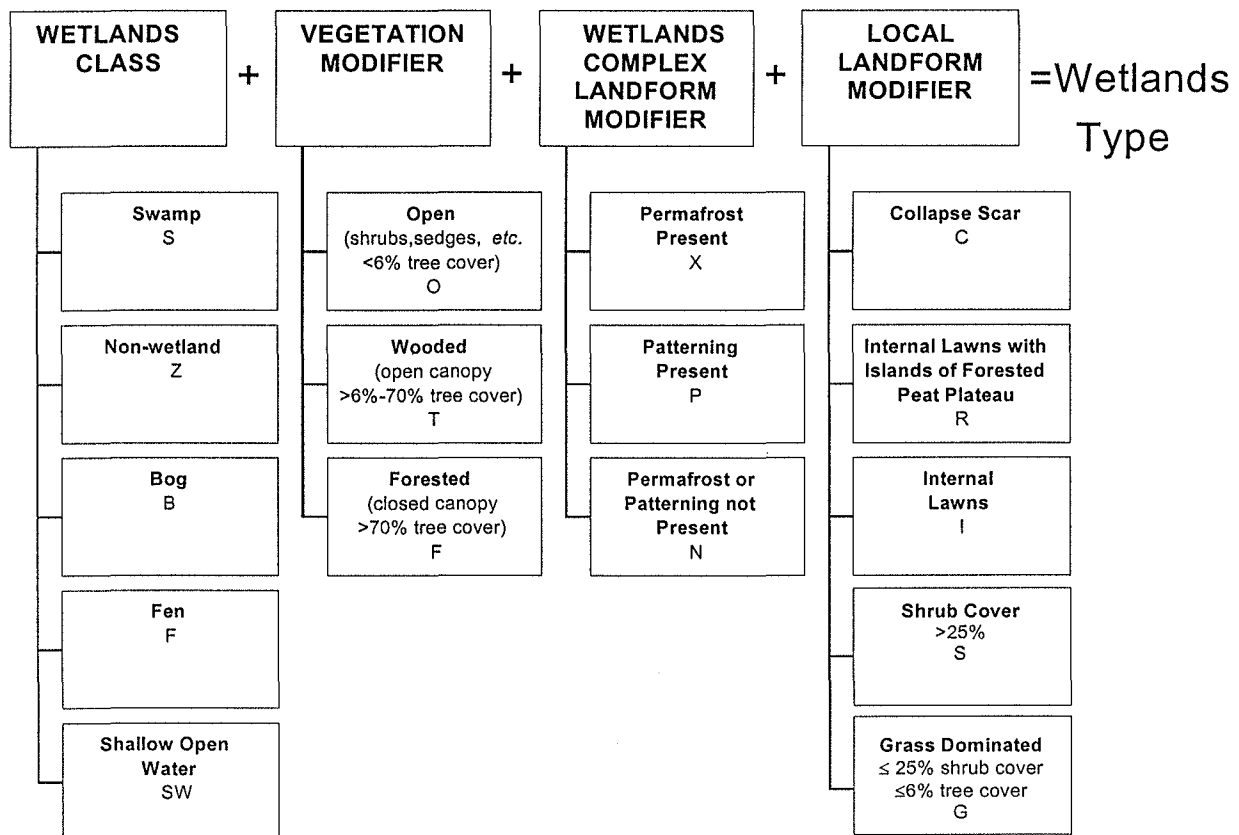 WETLANDS
CLASS
+
VEGETATION
MODIFIER
+
WETLANDS
COMPLEX
LANDFORM
MODIFIER
+
LOCAL
LANDFORM
MODIFIER
=Wetlands
Type
Swamp
S
Non-wetland
Z
Bog
B
Fen
F
Shallow Open
Water
SW
Open
(shrubs,sedges, etc.
<6% tree cover)
O
Wooded
(open canopy
>6%-70% tree cover)
T
Forested
(closed canopy
>70% tree cover)
F
Permafrost
Present
X
Patterning
Present
P
Permafrost or
Patterning not
Present
N
Collapse Scar
C
Internal Lawns with
Islands of Forested
Peat Plateau
R
Internal
Lawns
I
Shrub Cover
>25%
S
Grass Dominated
≤ 25% shrub cover
≤6% tree cover
G